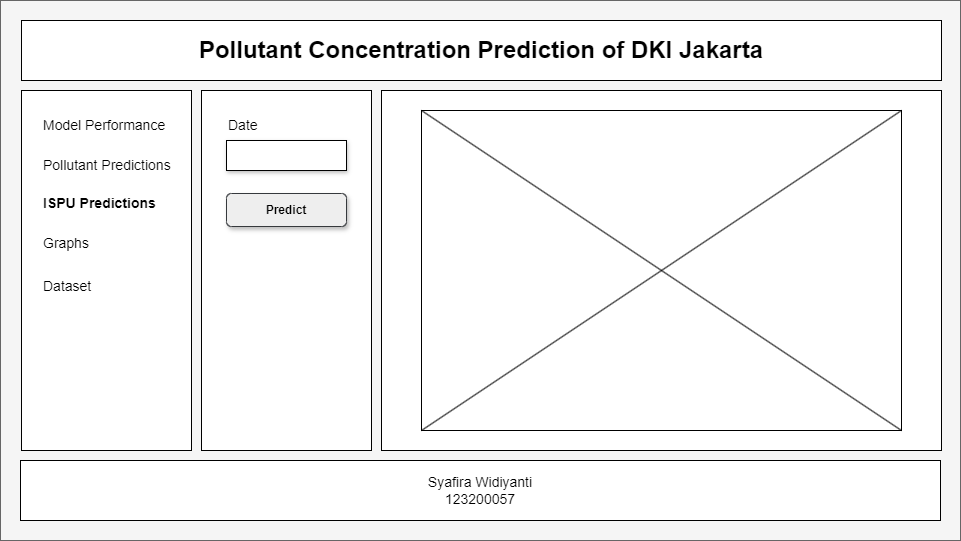 Pollutant Concentration Prediction of DKI Jakarta
Model Performance
Pollutant Predictions
ISPU Predictions
Graphs
Dataset
Date
Predict
Syafira Widiyanti
123200057